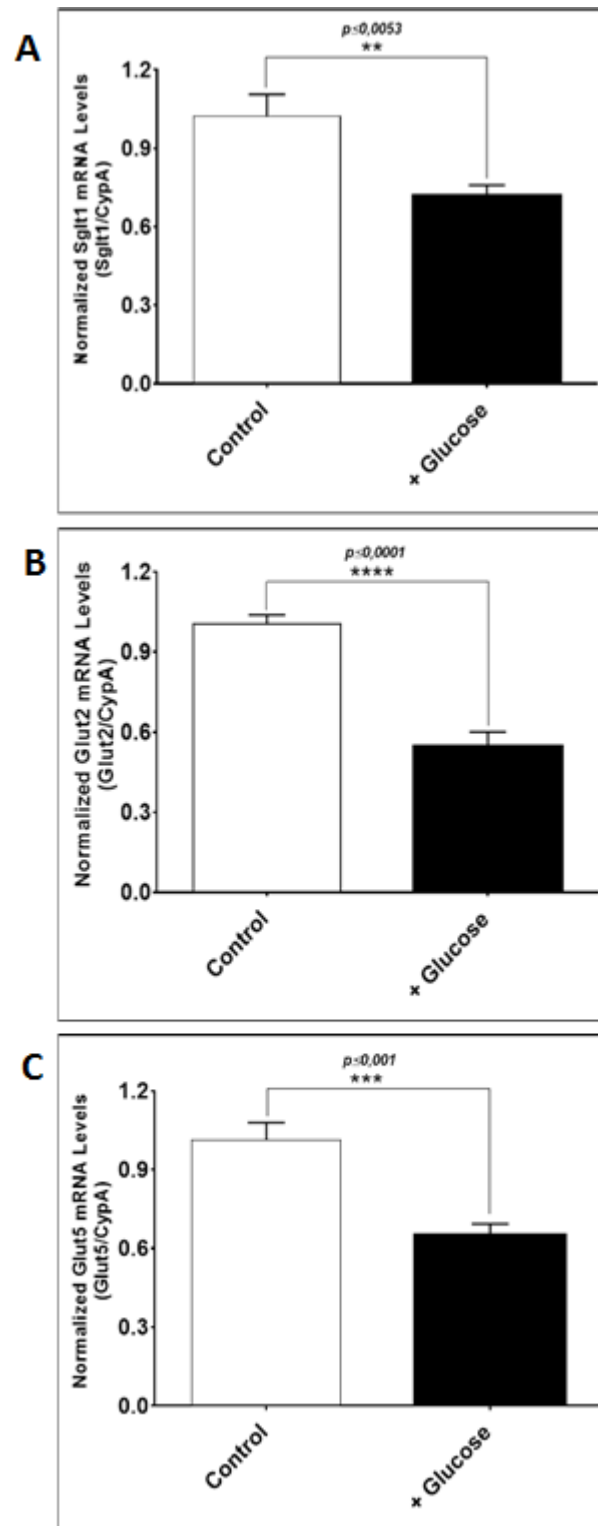 A
p≤0,0053
**
Normalized Sglt1 mRNA Levels
(Sglt1/CypA)
1.2
0.9
0.6
0.3
0.0
Control
+ Glucose
B
p≤0,0001
****
Normalized Glut2 mRNA Levels
(Glut2/CypA)
1.2
0.9
0.6
0.3
0.0
Control
+ Glucose
C
p≤0,001
***
Normalized Glut5 mRNA Levels
(Glut5/CypA)
1.2
0.9
0.6
0.3
0.0
Control
+ Glucose